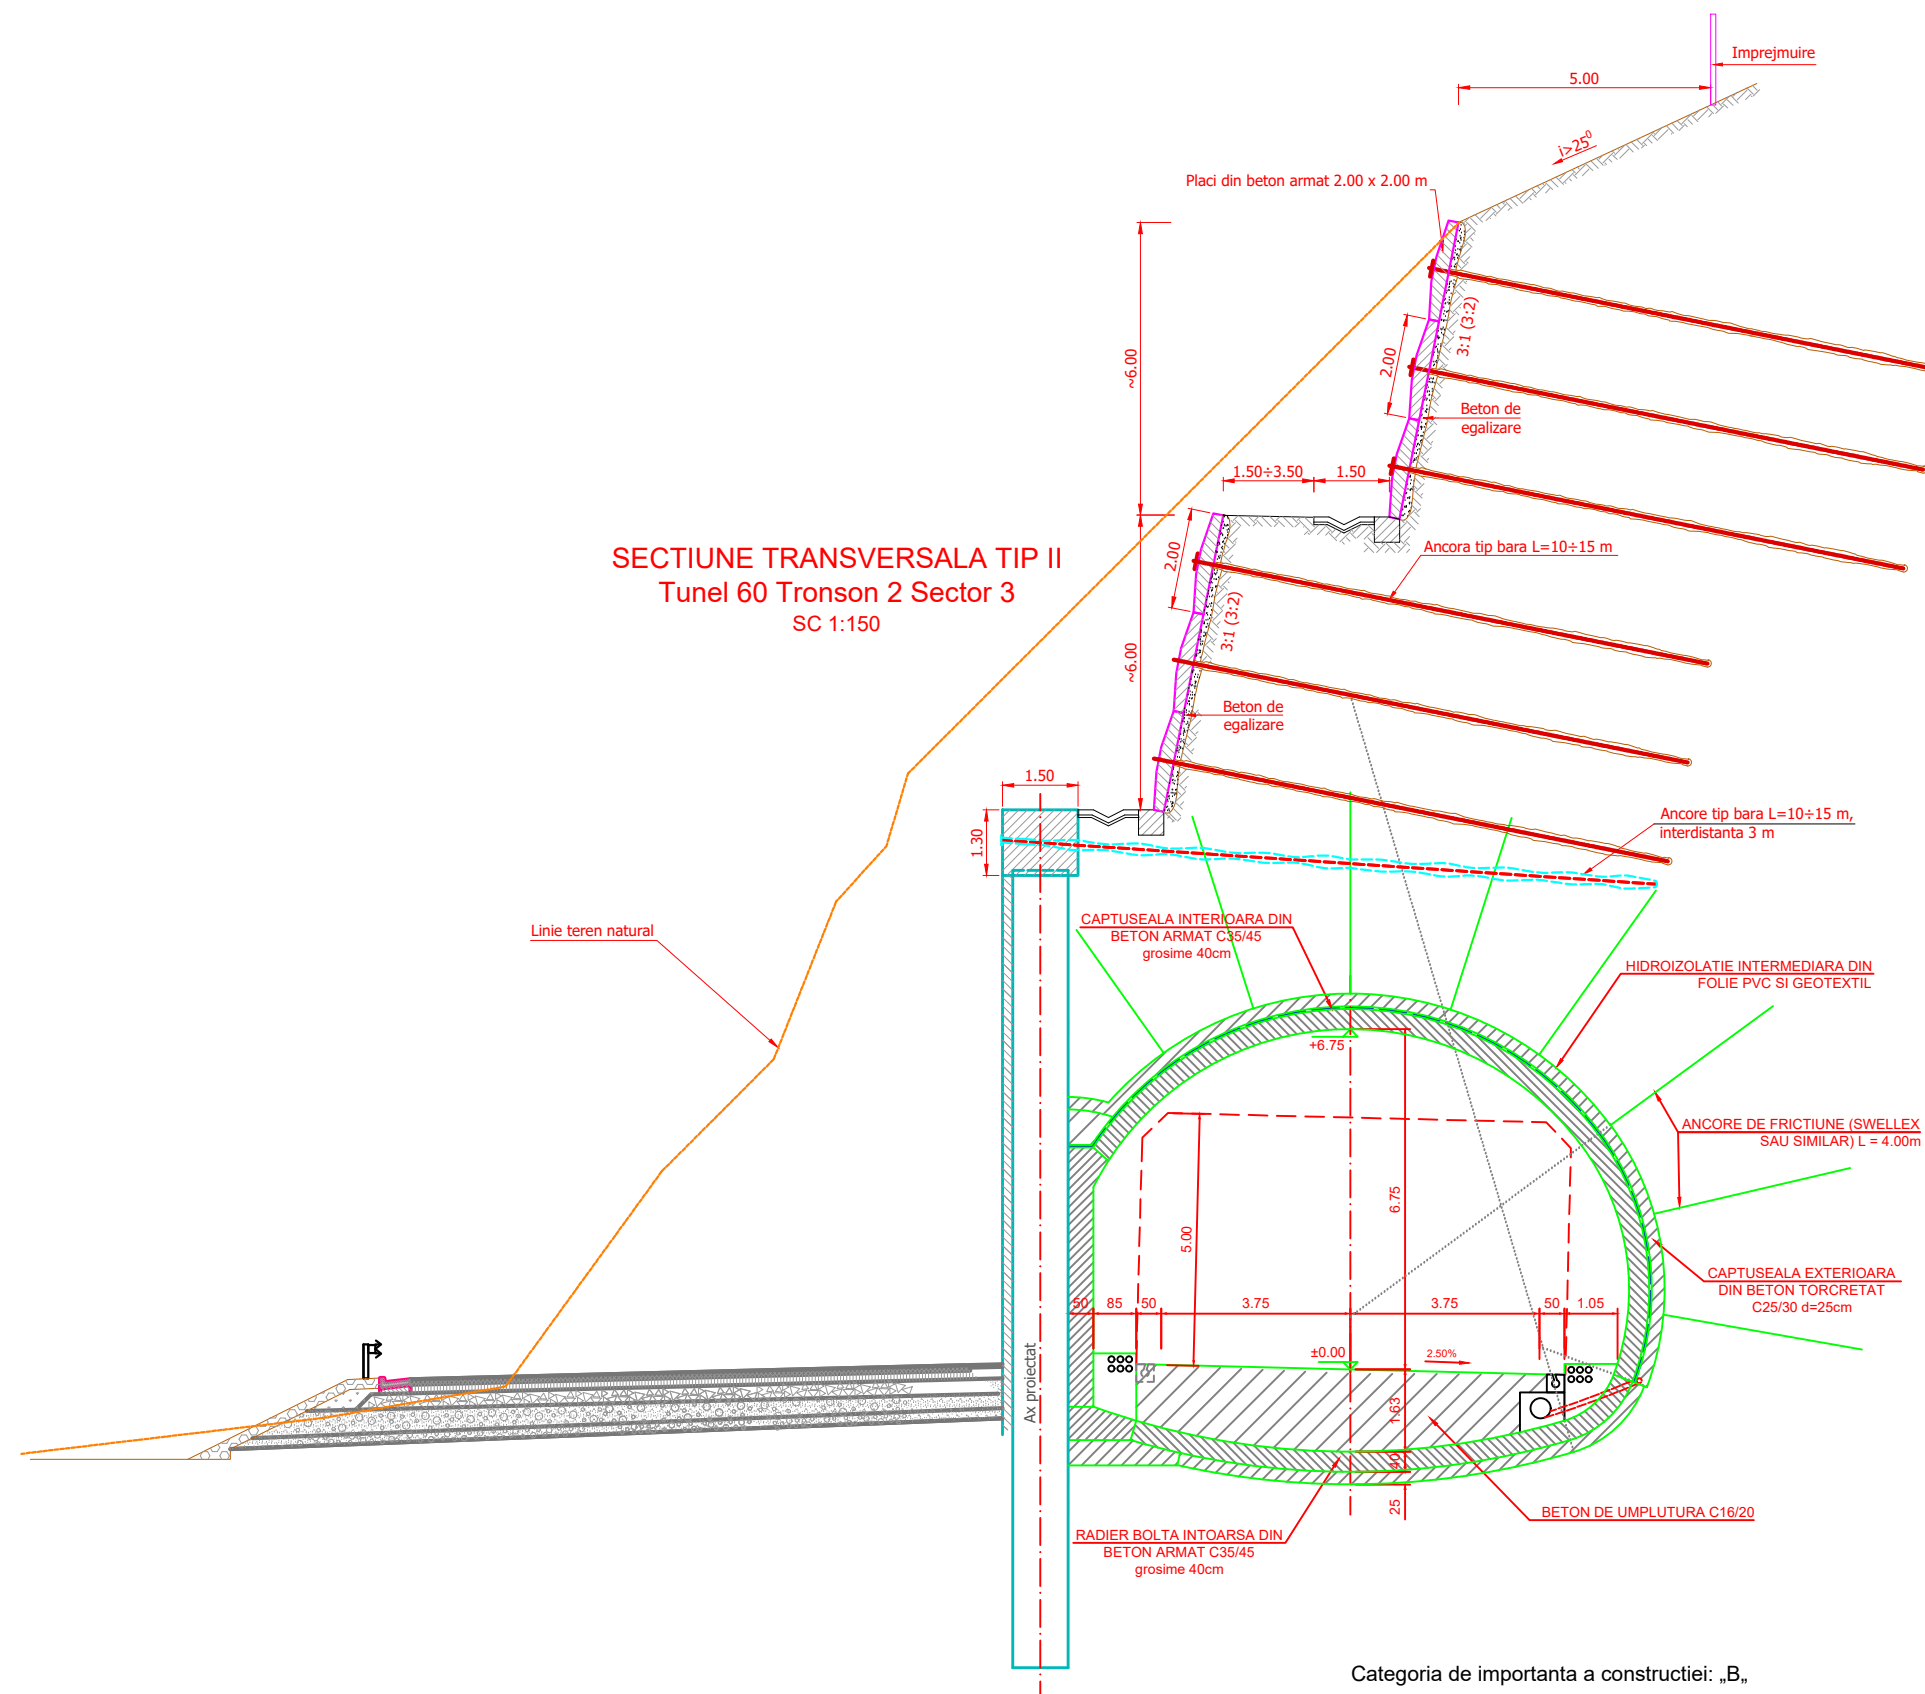 Imprejmuire
5.00
i>25⁰
Placi din beton armat 2.00 x 2.00 m
~6.00
3:1 (3:2)
2.00
Beton de
egalizare
1.50÷3.50
1.50
SECTIUNE TRANSVERSALA TIP II
Tunel 60 Tronson 2 Sector 3
SC 1:150
2.00
Ancora tip bara L=10÷15 m
3:1 (3:2)
~6.00
Beton de
egalizare
1.50
1.30
Ancore tip bara L=10÷15 m,
interdistanta 3 m
Linie teren natural
CAPTUSEALA INTERIOARA DIN
BETON ARMAT C35/45
grosime 40cm
HIDROIZOLATIE INTERMEDIARA DIN
FOLIE PVC SI GEOTEXTIL
+6.75
ANCORE DE FRICTIUNE (SWELLEX
SAU SIMILAR) L = 4.00m
6.75
5.00
CAPTUSEALA EXTERIOARA
DIN BETON TORCRETAT
C25/30 d=25cm
50
85
50
3.75
3.75
50
1.05
±0.00
2.50%
Ax proiectat
1.63
40
25
BETON DE UMPLUTURA C16/20
RADIER BOLTA INTOARSA DIN
BETON ARMAT C35/45
grosime 40cm
Categoria de importanta a constructiei: „B„